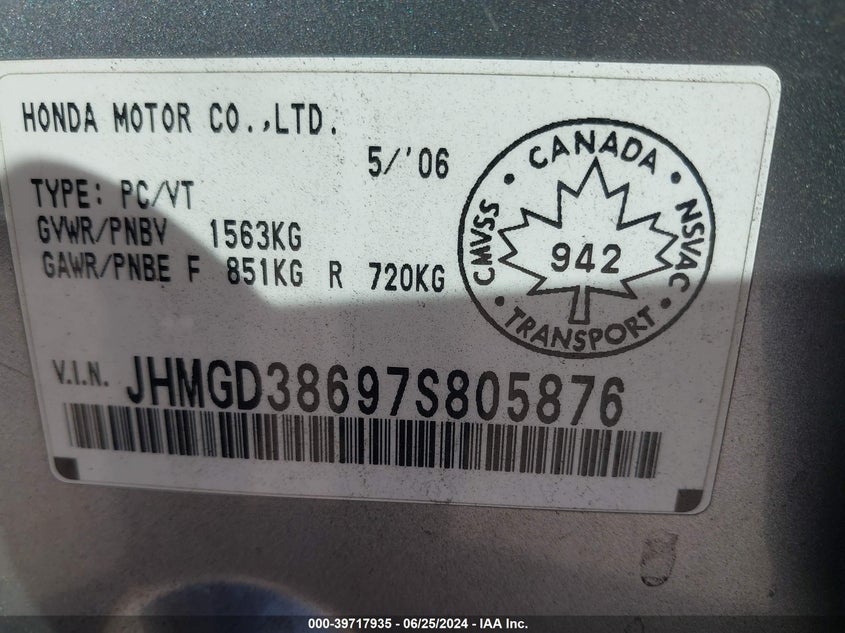 HONDA MOTOR CO.,LTD.
5/'06
TYPE: PC/VT
GVWR/PNBV 1563KG
GAWR/PNBE F 851KG R 720KG
CMVSS • CANADA • NSVAC • TRANSPORT •
942
V.I.N. JHMGD38697S805876
000-39717935 - 06/25/2024 - IAA Inc.